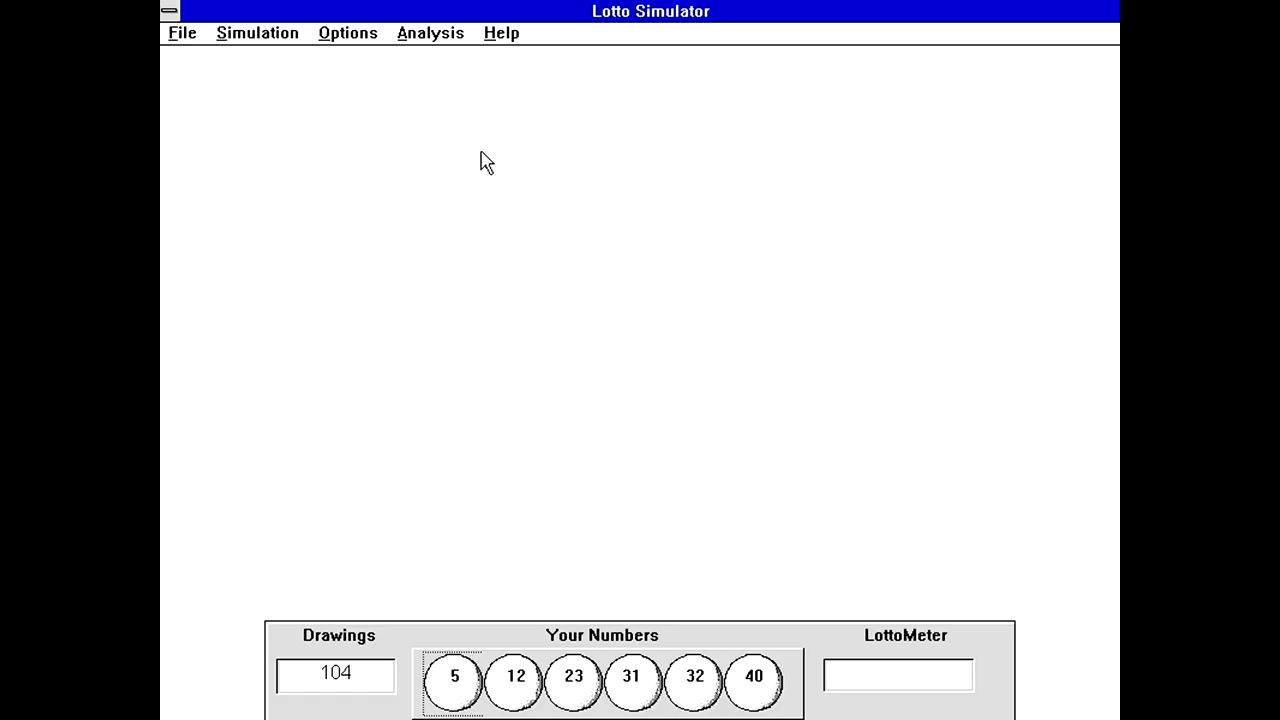 Lotto Simulator
File Simulation Options Analysis Help
Drawings Your Numbers LottoMeter
104 5 12 23 31 32 40